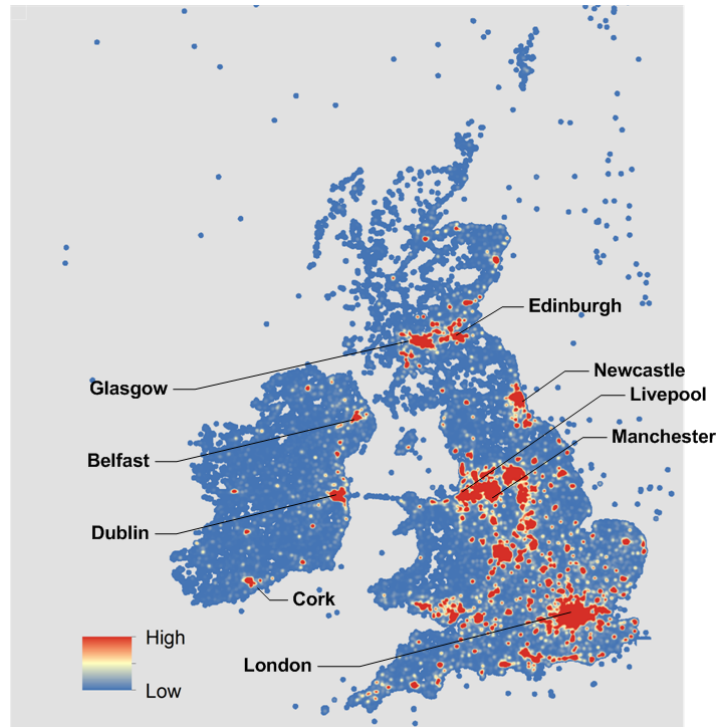 Edinburgh
Glasgow
Newcastle
Livepool
Manchester
Belfast
Dublin
Cork
High
Low
London